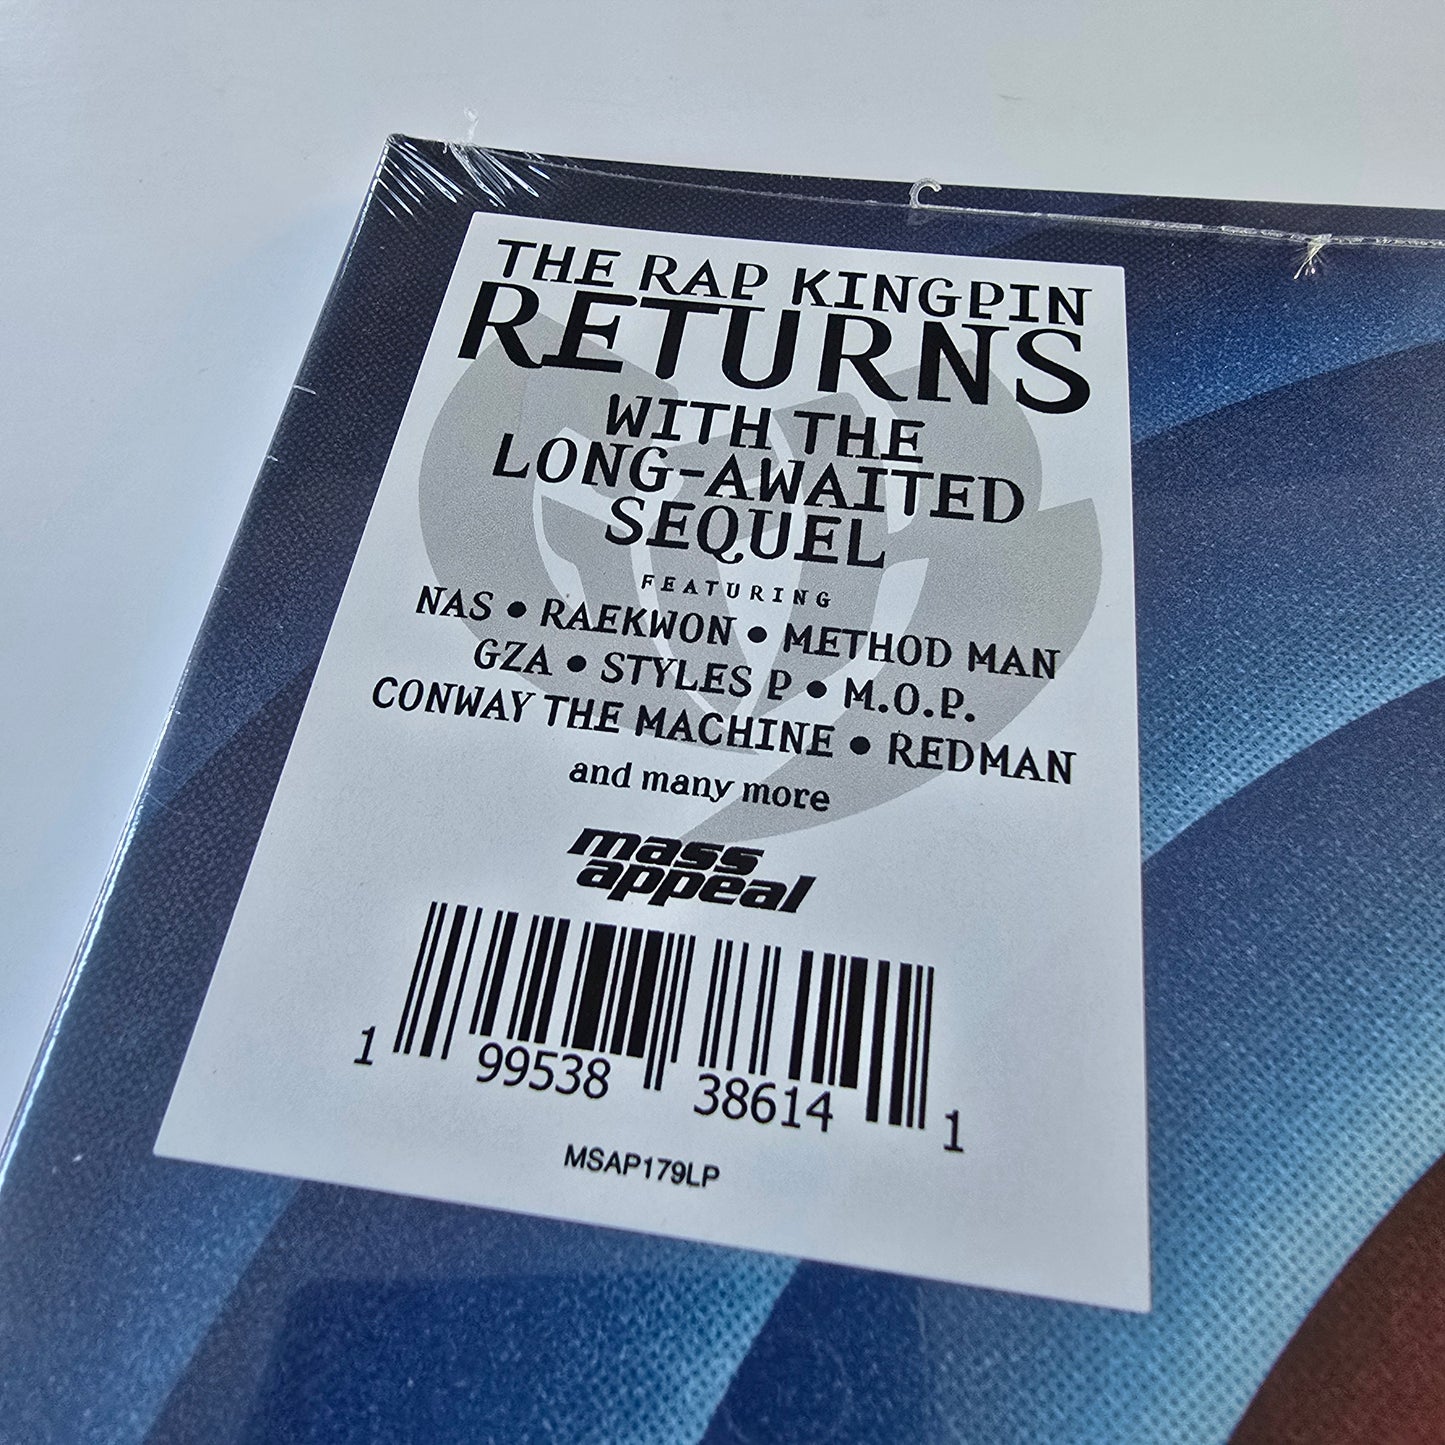 THE RAP KINGPIN
RETURNS
WITH THE
LONG-AWAITED
SEQUEL
FEATURING
NAS • RAEKWON • METHOD MAN
GZA • STYLES P • M.O.P.
CONWAY THE MACHINE • REDMAN
and many more
mass
appeal
1 99538 38614 1
MSAP179LP